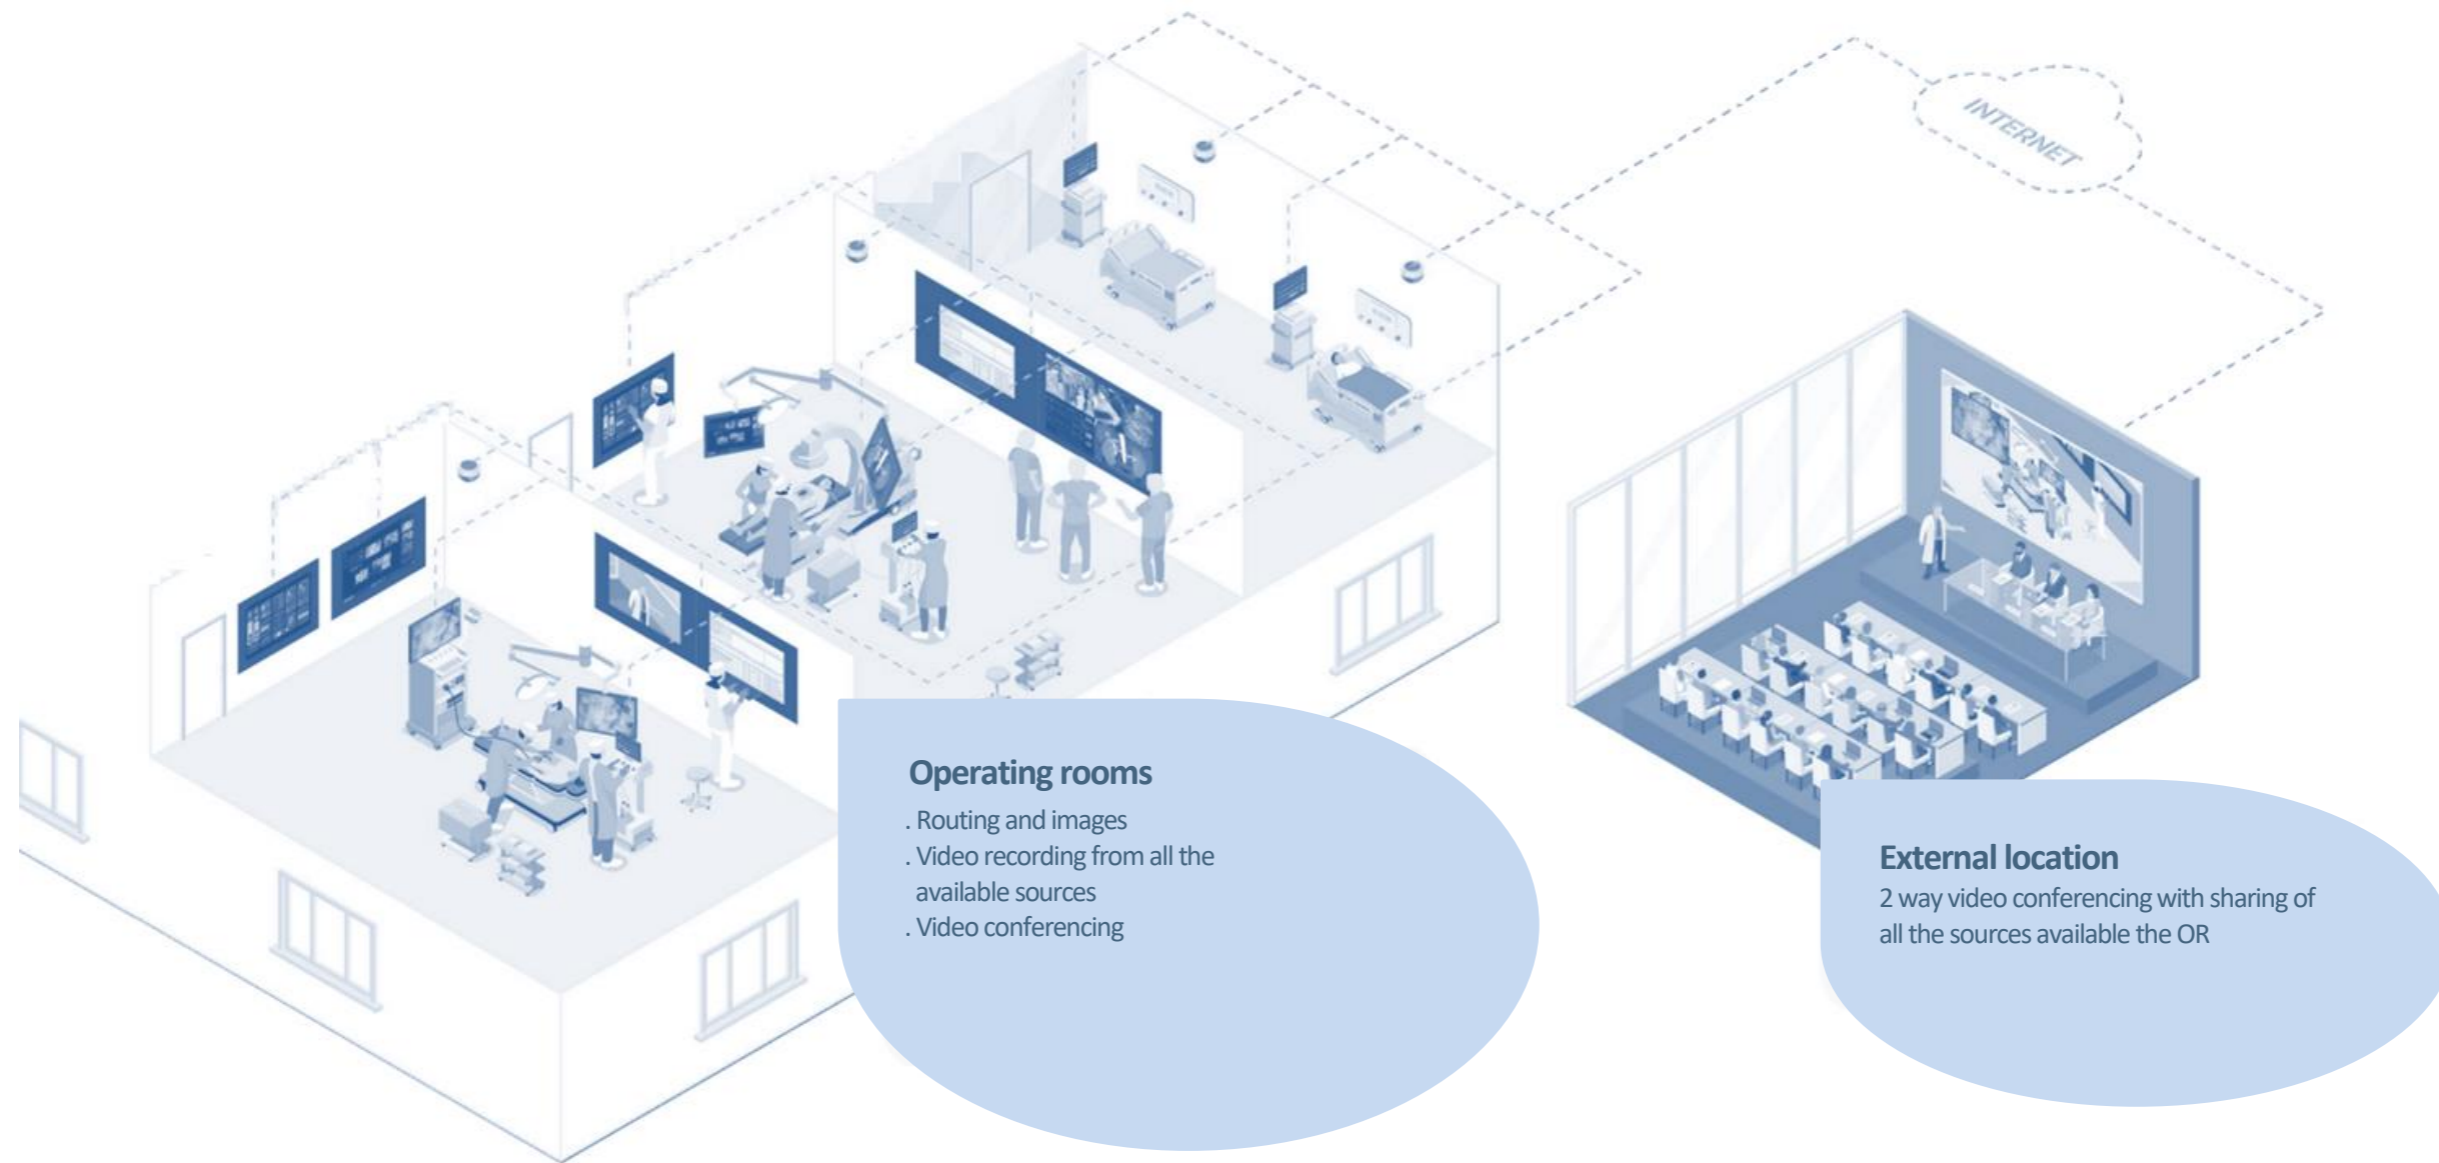 INTERNET
Operating rooms
. Routing and images
. Video recording from all the
available sources
. Video conferencing
External location
2 way video conferencing with sharing of
all the sources available the OR